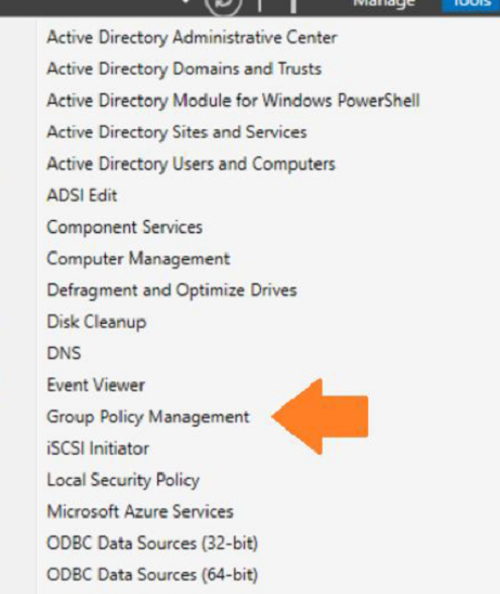 Manage Tools
Active Directory Administrative Center
Active Directory Domains and Trusts
Active Directory Module for Windows PowerShell
Active Directory Sites and Services
Active Directory Users and Computers
ADSI Edit
Component Services
Computer Management
Defragment and Optimize Drives
Disk Cleanup
DNS
Event Viewer
Group Policy Management
iSCSI Initiator
Local Security Policy
Microsoft Azure Services
ODBC Data Sources (32-bit)
ODBC Data Sources (64-bit)